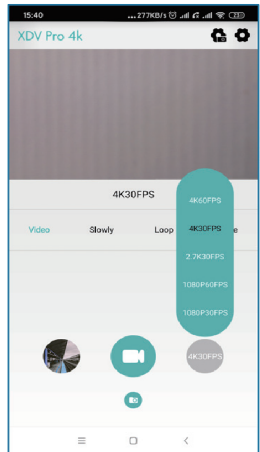 15:40 ...277KB/s
XDV Pro 4k
4K30FPS
4K60FPS
Video Slowly Loop 4K30FPS e
2.7K30FPS
1080P60FPS
1080P30FPS
4K30FPS